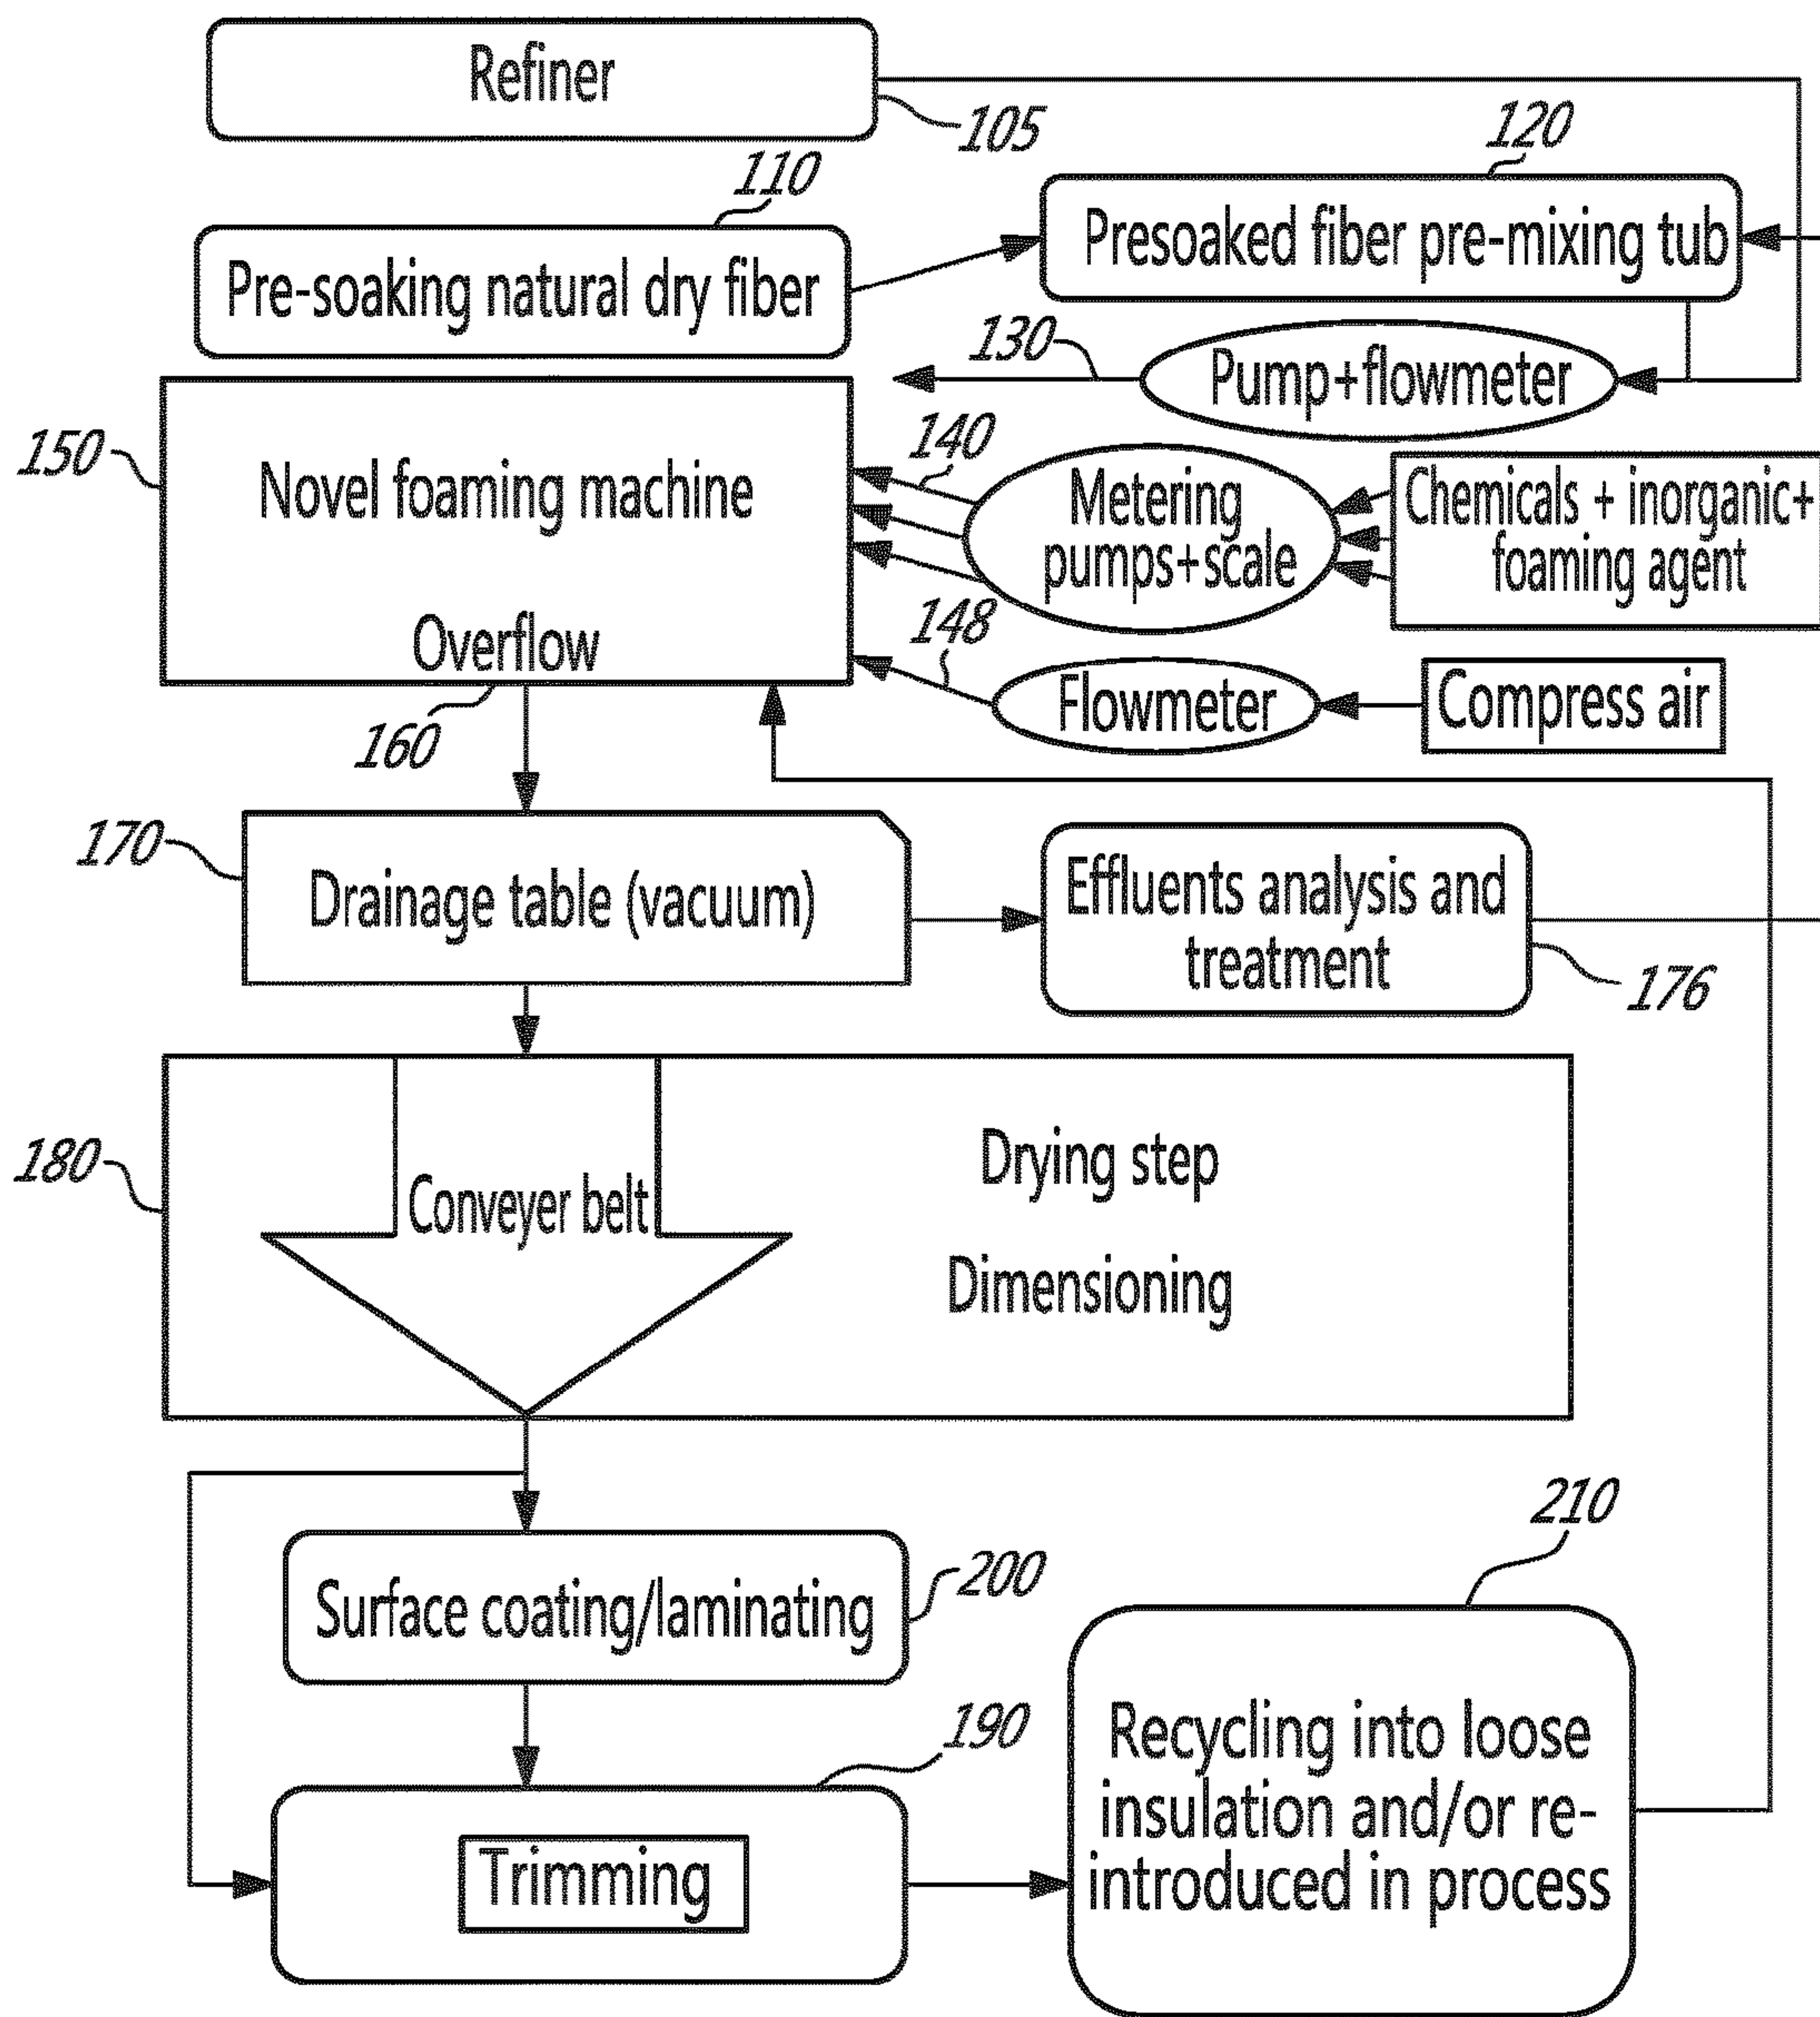 Refiner
105
110
120
Pre-soaking natural dry fiber
Presoaked fiber pre-mixing tub
130
Pump+flowmeter
150
Novel foaming machine
140
Metering
pumps+scale
Chemicals + inorganic+
foaming agent
Overflow
148
160
Flowmeter
Compress air
170
Drainage table (vacuum)
Effluents analysis and
treatment
176
180
Conveyer belt
Drying step
Dimensioning
Surface coating/laminating
200
210
190
Trimming
Recycling into loose
insulation and/or re-
introduced in process